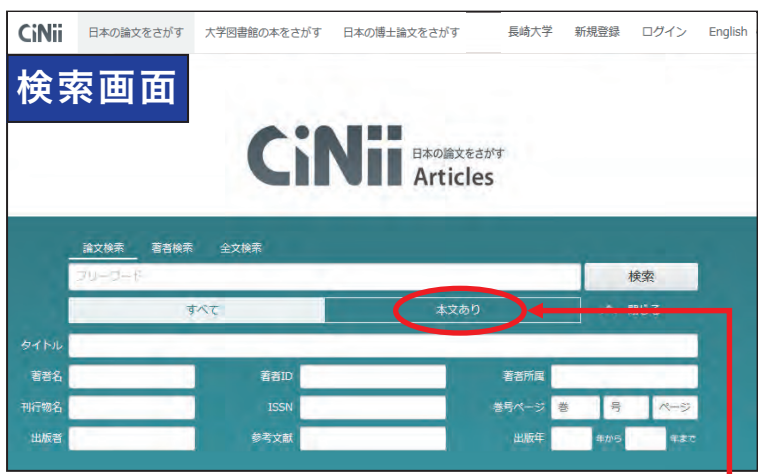 CiNii 日本の論文をさがす 大学図書館の本をさがす 日本の博士論文をさがす 長崎大学 新規登録 ログイン English
検索画面
CiNii 日本の論文をさがす
Articles
論文検索 著者検索 全文検索
フリーワード 検索
すべて 本文あり 閉じる
タイトル
著者名 著者ID 著者所属
刊行物名 ISSN 巻号ページ 巻 号 ページ
出版者 参考文献 出版年 年から 年まで